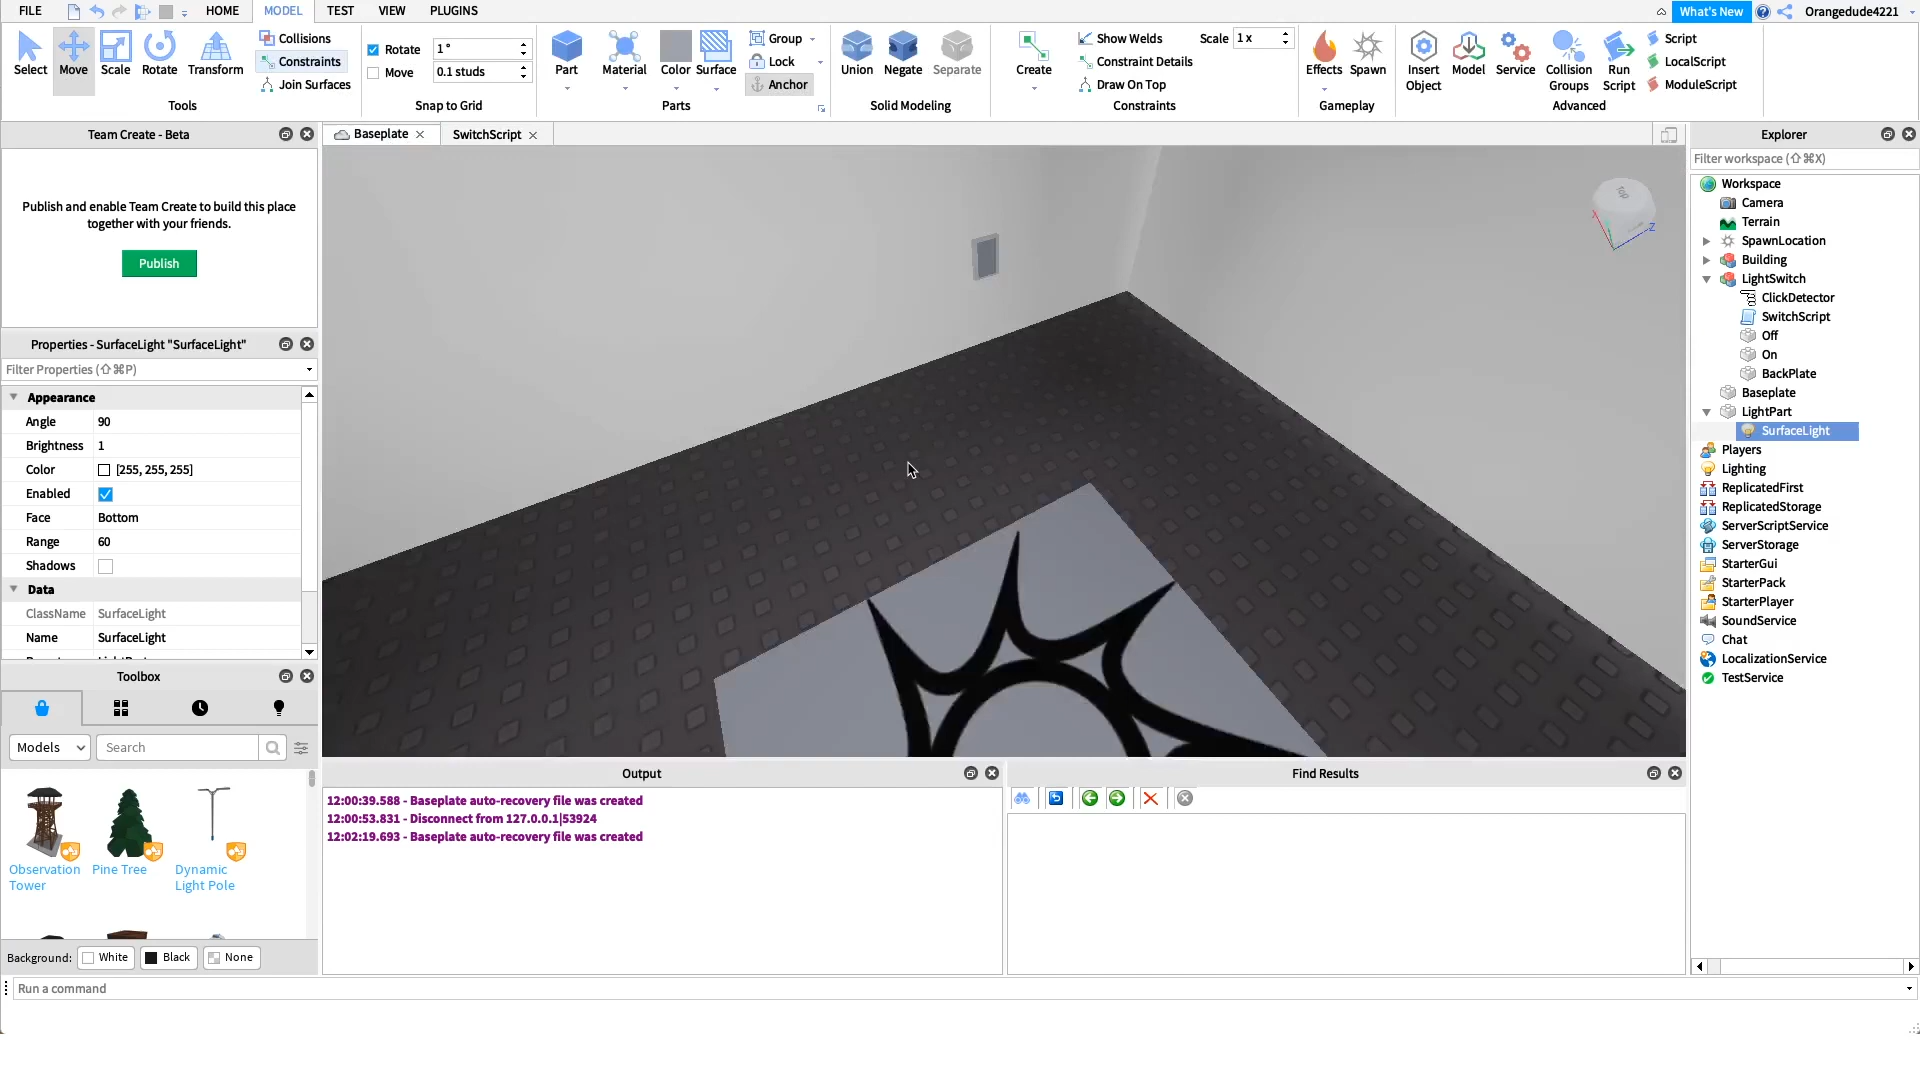 FILE HOME MODEL TEST VIEW PLUGINS What's New Orangedude4221
Select Move Scale Rotate Transform
Collisions
Constraints
Join Surfaces
Tools
Rotate 1 °
Move 0.1 studs
Snap to Grid
Part Material Color Surface
Group
Lock
Anchor
Parts
Union Negate Separate
Solid Modeling
Create
Show Welds Scale 1 x
Constraint Details
Draw On Top
Constraints
Effects Spawn
Gameplay
Insert Object
Model
Service
Collision Groups
Run Script
Script
LocalScript
ModuleScript
Advanced
Team Create - Beta
Publish and enable Team Create to build this place
together with your friends.
Publish
Properties - SurfaceLight "SurfaceLight"
Filter Properties (⇧⌘P)
Appearance
Angle 90
Brightness 1
Color [255, 255, 255]
Enabled
Face Bottom
Range 60
Shadows
Data
ClassName SurfaceLight
Name SurfaceLight
Toolbox
Models Search
Observation Tower
Pine Tree
Dynamic Light Pole
Background: White Black None
Baseplate SwitchScript
TOP
X
Z
Output
12:00:39.588 - Baseplate auto-recovery file was created
12:00:53.831 - Disconnect from 127.0.0.1|53924
12:02:19.693 - Baseplate auto-recovery file was created
Find Results
Explorer
Filter workspace (⇧⌘X)
Workspace
Camera
Terrain
SpawnLocation
Building
LightSwitch
ClickDetector
SwitchScript
Off
On
BackPlate
Baseplate
LightPart
SurfaceLight
Players
Lighting
ReplicatedFirst
ReplicatedStorage
ServerScriptService
ServerStorage
StarterGui
StarterPack
StarterPlayer
SoundService
Chat
LocalizationService
TestService
Run a command